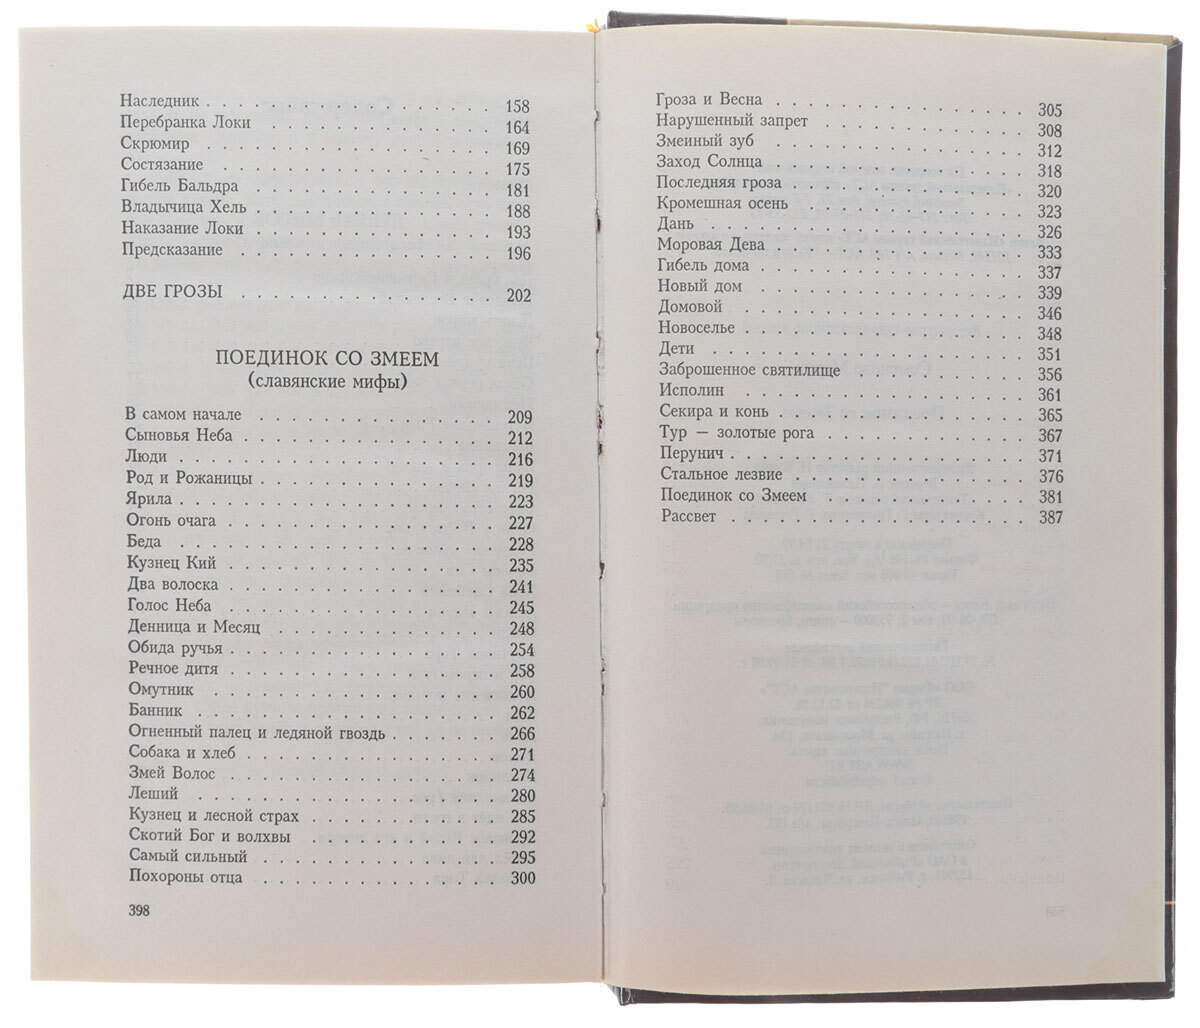 Наследник . . . . . . . . . . . . . . . . . 158
Перебранка Локи . . . . . . . . . . . . . 164
Скрюмир . . . . . . . . . . . . . . . . . 169
Состязание . . . . . . . . . . . . . . . . 175
Гибель Бальдра . . . . . . . . . . . . . . 181
Владычица Хель . . . . . . . . . . . . . 188
Наказание Локи . . . . . . . . . . . . . 193
Предсказание . . . . . . . . . . . . . . . 196
ДВЕ ГРОЗЫ . . . . . . . . . . . . . . . 202
ПОЕДИНОК СО ЗМЕЕМ
(славянские мифы)
В самом начале . . . . . . . . . . . . . . 209
Сыновья Неба . . . . . . . . . . . . . . 212
Люди . . . . . . . . . . . . . . . . . . 216
Род и Рожаницы . . . . . . . . . . . . . 219
Ярила . . . . . . . . . . . . . . . . . . 223
Огонь очага . . . . . . . . . . . . . . . 227
Беда . . . . . . . . . . . . . . . . . . 228
Кузнец Кий . . . . . . . . . . . . . . . 235
Два волоска . . . . . . . . . . . . . . . 241
Голос Неба . . . . . . . . . . . . . . . 245
Денница и Месяц . . . . . . . . . . . . 248
Обида ручья . . . . . . . . . . . . . . . 254
Речное дитя . . . . . . . . . . . . . . . 258
Омутник . . . . . . . . . . . . . . . . 260
Банник . . . . . . . . . . . . . . . . . 262
Огненный палец и ледяной гвоздь . . . . . 266
Собака и хлеб . . . . . . . . . . . . . . 271
Змей Волос . . . . . . . . . . . . . . . 274
Леший . . . . . . . . . . . . . . . . . 280
Кузнец и лесной страх . . . . . . . . . . 285
Скотий Бог и волхвы . . . . . . . . . . . 292
Самый сильный . . . . . . . . . . . . . 295
Похороны отца . . . . . . . . . . . . . . 300
398
Гроза и Весна . . . . . . . . . . . . . . 305
Нарушенный запрет . . . . . . . . . . . 308
Змеиный зуб . . . . . . . . . . . . . . . 312
Заход Солнца . . . . . . . . . . . . . . 318
Последняя гроза . . . . . . . . . . . . . 320
Кромешная осень . . . . . . . . . . . . 323
Дань . . . . . . . . . . . . . . . . . . 326
Моровая Дева . . . . . . . . . . . . . . 333
Гибель дома . . . . . . . . . . . . . . . 337
Новый дом . . . . . . . . . . . . . . . 339
Домовой . . . . . . . . . . . . . . . . 346
Новоселье . . . . . . . . . . . . . . . . 348
Дети . . . . . . . . . . . . . . . . . . 351
Заброшенное святилище . . . . . . . . . 356
Исполин . . . . . . . . . . . . . . . . 361
Секира и конь . . . . . . . . . . . . . . 365
Тур — золотые рога . . . . . . . . . . . 367
Перунич . . . . . . . . . . . . . . . . 371
Стальное лезвие . . . . . . . . . . . . . 376
Поединок со Змеем . . . . . . . . . . . 381
Рассвет . . . . . . . . . . . . . . . . . 387